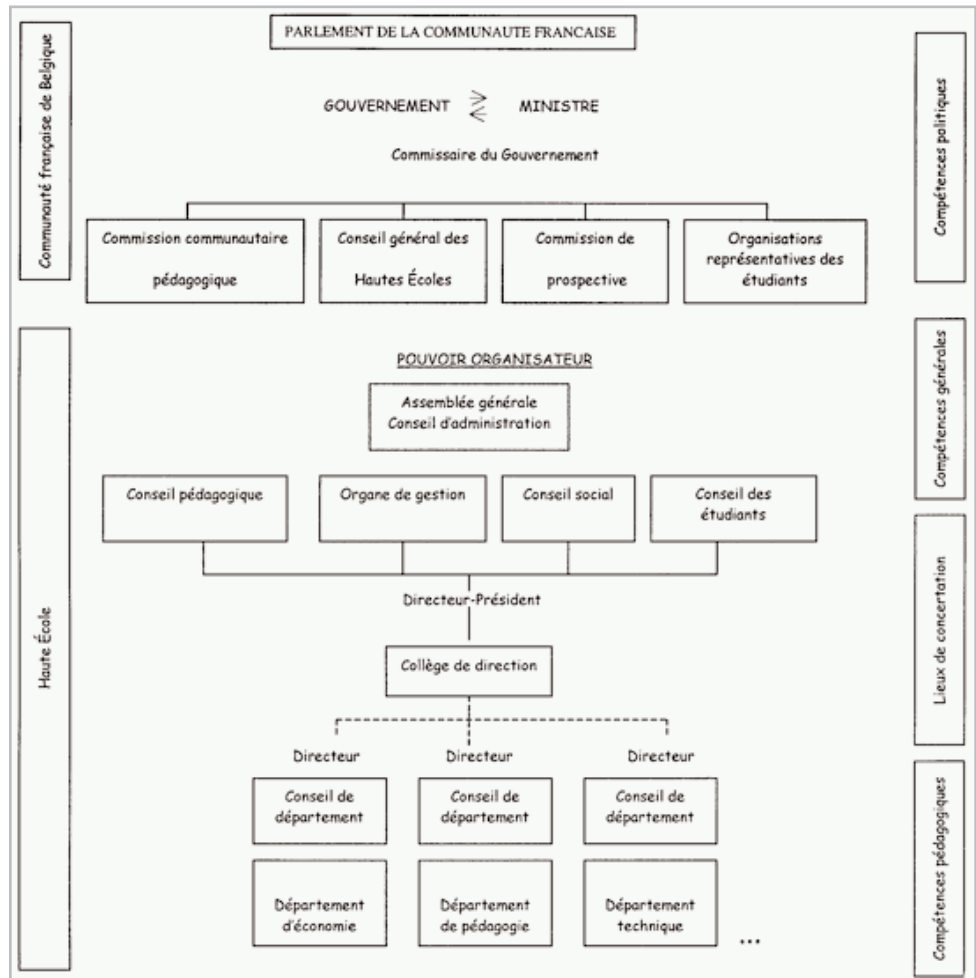 PARLEMENT DE LA COMMUNAUTE FRANCAISE
Communauté française de Belgique
Compétences politiques
GOUVERNEMENT MINISTRE
Commissaire du Gouvernement
Commission communautaire
pédagogique
Conseil général des
Hautes Écoles
Commission de
prospective
Organisations
représentatives des
étudiants
Haute École
Compétences générales
POUVOIR ORGANISATEUR
Assemblée générale
Conseil d'administration
Conseil pédagogique
Organe de gestion
Conseil social
Conseil des
étudiants
Lieux de concertation
Directeur-Président
Collège de direction
Directeur
Directeur
Directeur
Compétences pédagogiques
Conseil de
département
Conseil de
département
Conseil de
département
Département
d'économie
Département
de pédagogie
Département
technique
...